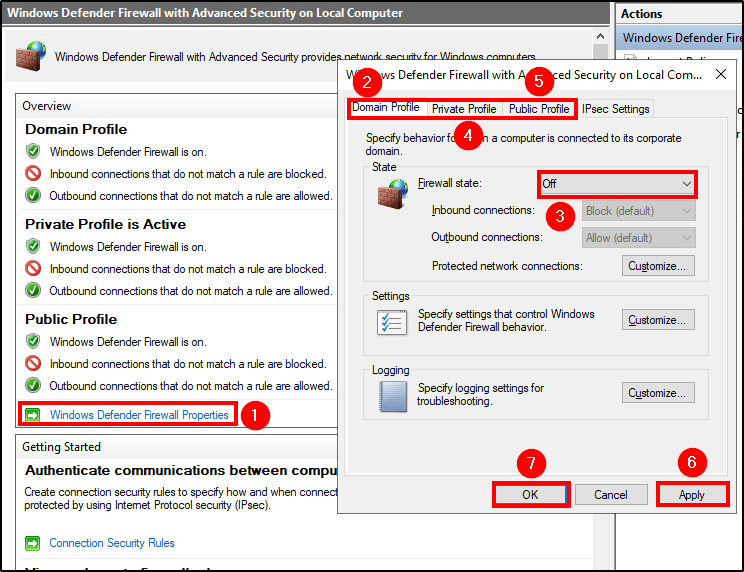 Windows Defender Firewall with Advanced Security on Local Computer
Windows Defender Firewall with Advanced Security provides network security for Windows computers
Overview
Domain Profile
Windows Defender Firewall is on.
Inbound connections that do not match a rule are blocked.
Outbound connections that do not match a rule are allowed.
Private Profile is Active
Windows Defender Firewall is on.
Inbound connections that do not match a rule are blocked.
Outbound connections that do not match a rule are allowed.
Public Profile
Windows Defender Firewall is on.
Inbound connections that do not match a rule are blocked.
Outbound connections that do not match a rule are allowed.
Windows Defender Firewall Properties
1
Getting Started
Authenticate communications between compu
Create connection security rules to specify how and when connect
protected by using Internet Protocol security (IPsec).
Connection Security Rules
Actions
Windows Defender Fire
Windows Defender Firewall with Advanced Security on Local Com...
2
5
Domain Profile Private Profile Public Profile IPsec Settings
4
Specify behavior fo n a computer is connected to its corporate
domain.
State
Firewall state: Off
3
Inbound connections: Block (default)
Outbound connections: Allow (default)
Protected network connections: Customize...
Settings
Specify settings that control Windows
Defender Firewall behavior.
Customize...
Logging
Specify logging settings for
troubleshooting.
Customize...
7
6
OK Cancel Apply